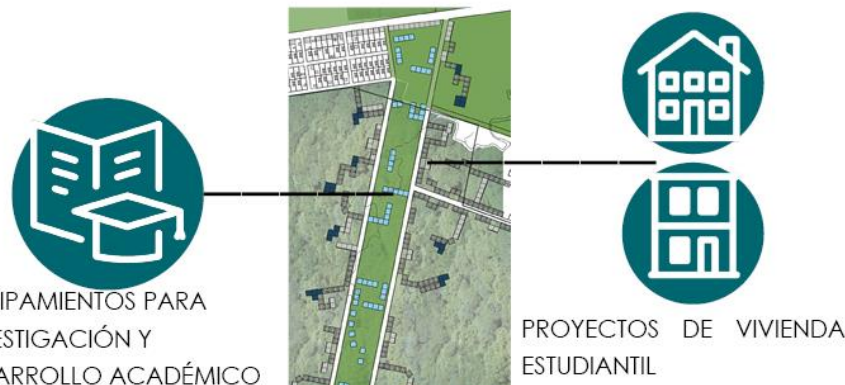 IPAMIENTOS PARA
ESTIGACIÓN Y
ARROLLO ACADÉMICO
PROYECTOS DE VIVIENDA
ESTUDIANTIL